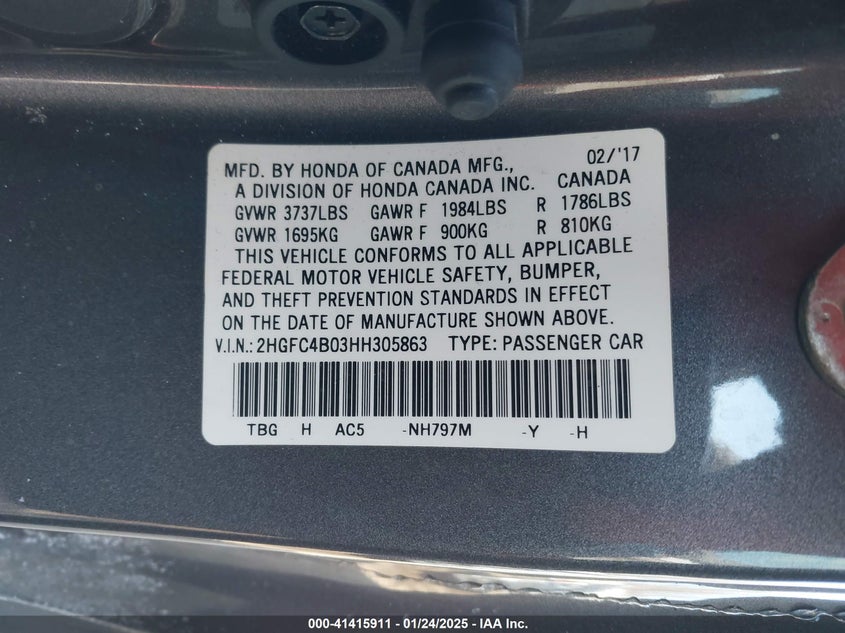 MFD. BY HONDA OF CANADA MFG., 02/'17
A DIVISION OF HONDA CANADA INC. CANADA
GVWR 3737LBS GAWR F 1984LBS R 1786LBS
GVWR 1695KG GAWR F 900KG R 810KG
THIS VEHICLE CONFORMS TO ALL APPLICABLE
FEDERAL MOTOR VEHICLE SAFETY, BUMPER,
AND THEFT PREVENTION STANDARDS IN EFFECT
ON THE DATE OF MANUFACTURE SHOWN ABOVE.
V.I.N.: 2HGFC4B03HH305863 TYPE: PASSENGER CAR
TBG H AC5 -NH797M -Y -H
000-41415911 - 01/24/2025 - IAA Inc.